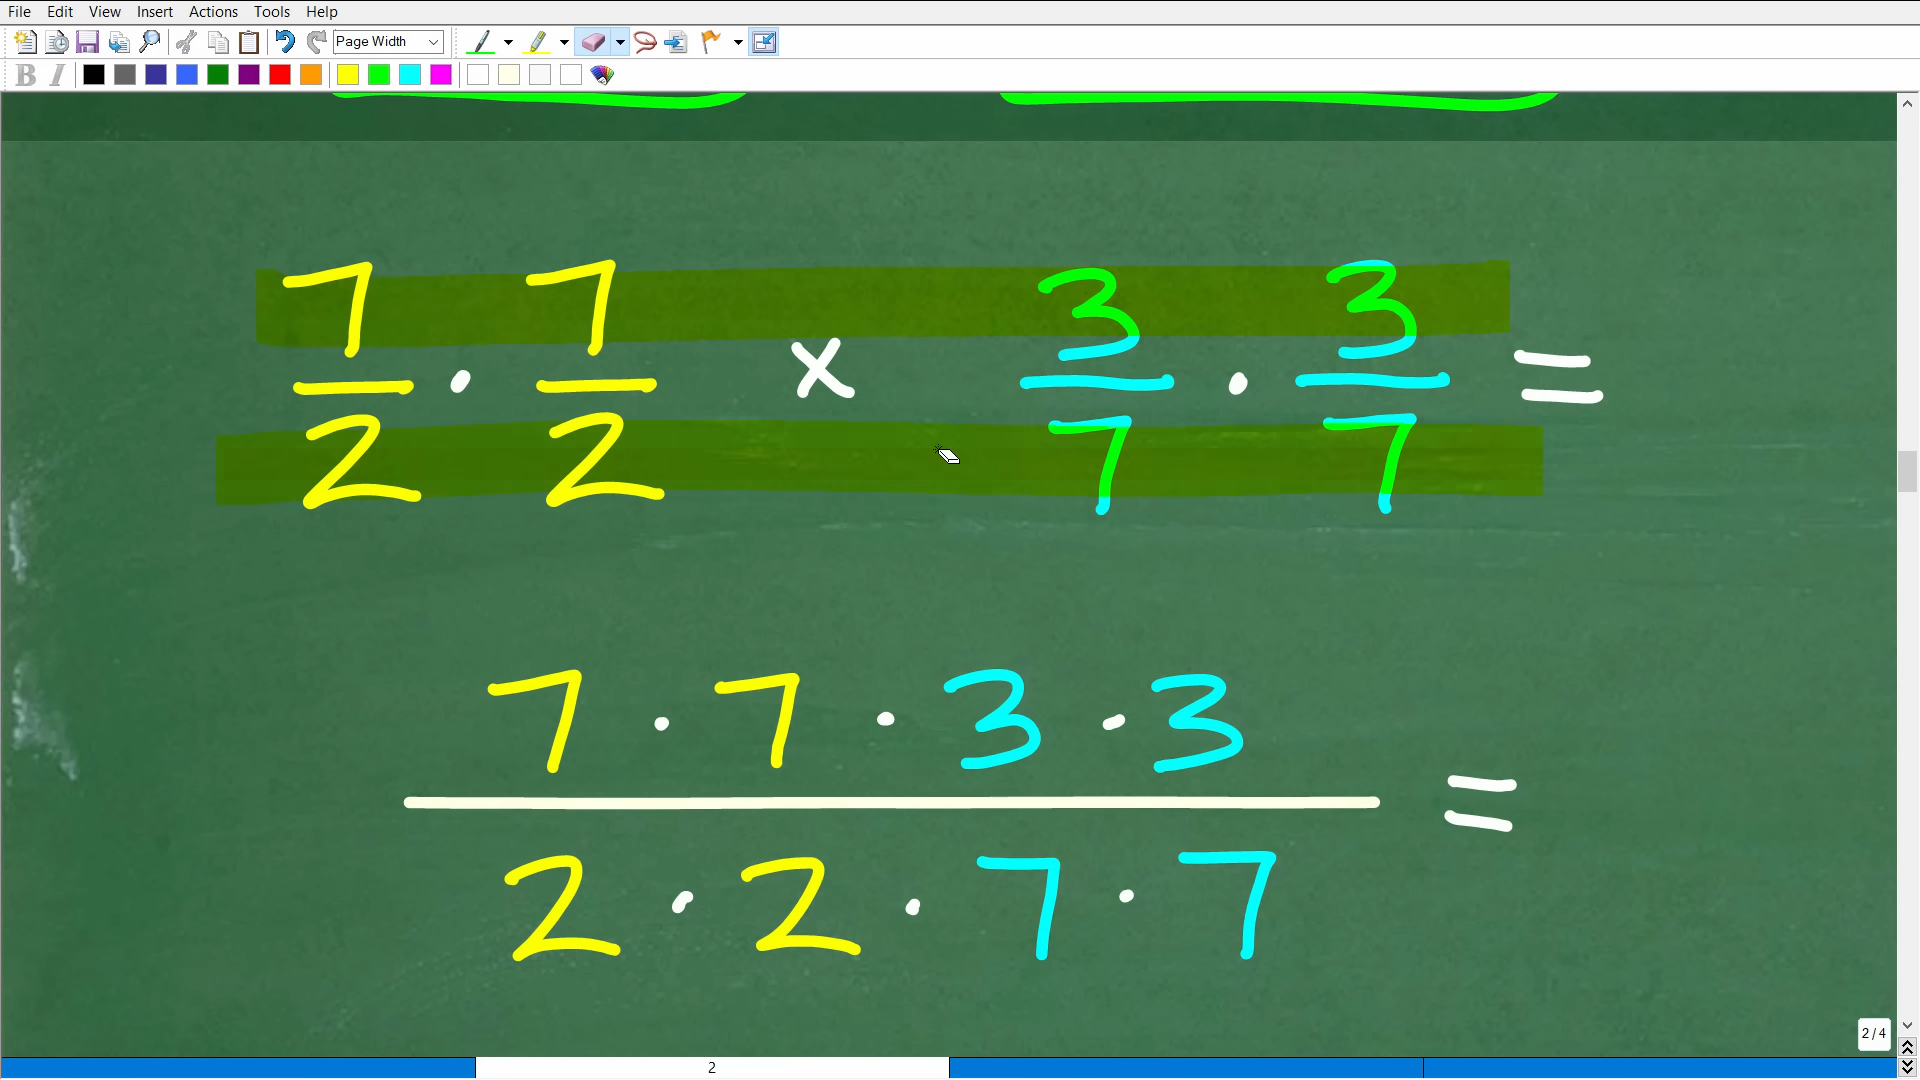 File Edit View Insert Actions Tools Help
Page Width
B I
7/2 · 7/2 × 3/7 · 3/7 =
7 · 7 · 3 · 3
2 · 2 · 7 · 7 =
2 / 4
2